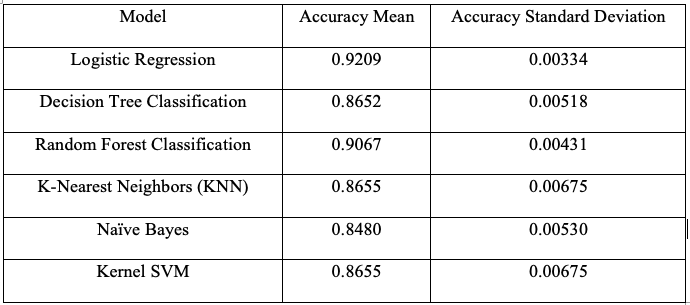 Model Accuracy Mean Accuracy Standard Deviation
Logistic Regression 0.9209 0.00334
Decision Tree Classification 0.8652 0.00518
Random Forest Classification 0.9067 0.00431
K-Nearest Neighbors (KNN) 0.8655 0.00675
Naïve Bayes 0.8480 0.00530
Kernel SVM 0.8655 0.00675